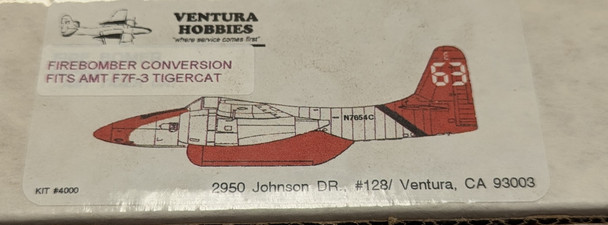 VENTURA
HOBBIES
"where service comes first"
FIREBOMBER CONVERSION
FITS AMT F7F-3 TIGERCAT
E
63
N7654C
KIT #4000
2950 Johnson DR., #128/ Ventura, CA 93003